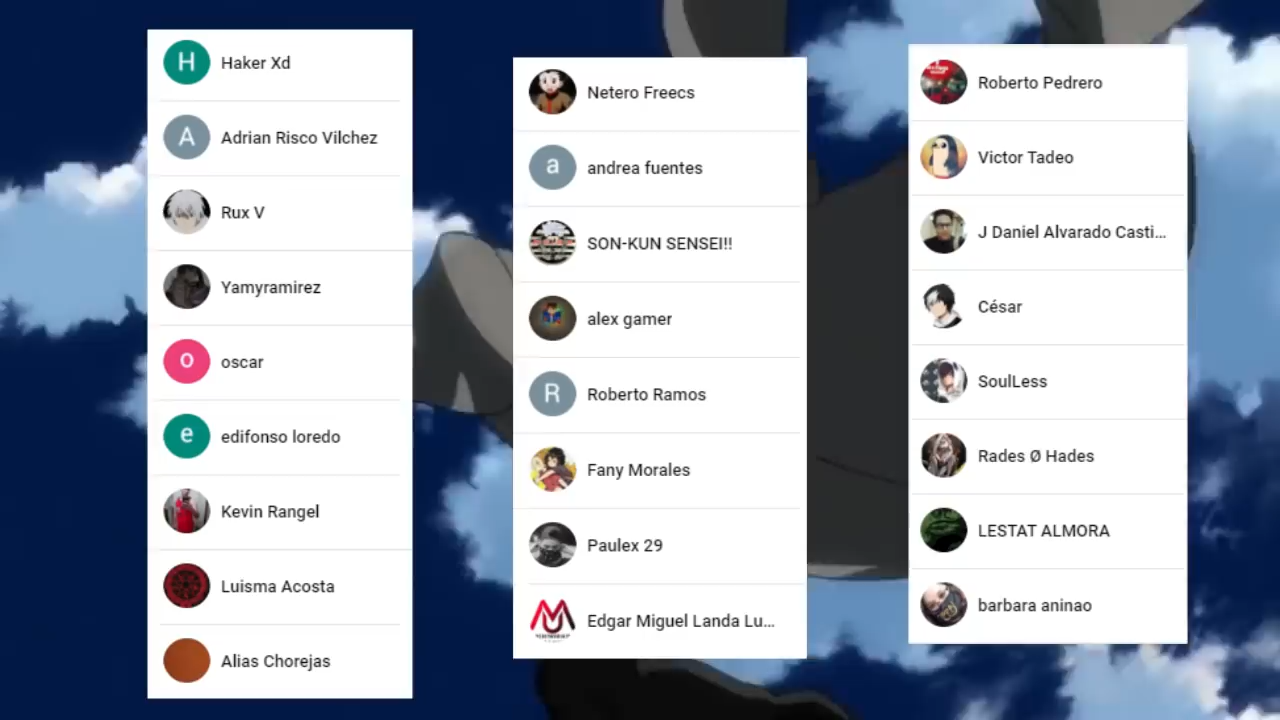 H Haker Xd
A Adrian Risco Vilchez
Rux V
Yamyramirez
o oscar
e edifonso loredo
Kevin Rangel
Luisma Acosta
Alias Chorejas
Netero Freecs
a andrea fuentes
SON-KUN SENSEI!!
alex gamer
R Roberto Ramos
Fany Morales
Paulex 29
Edgar Miguel Landa Lu...
Roberto Pedrero
Victor Tadeo
J Daniel Alvarado Casti...
César
SoulLess
Rades Ø Hades
LESTAT ALMORA
barbara aninao